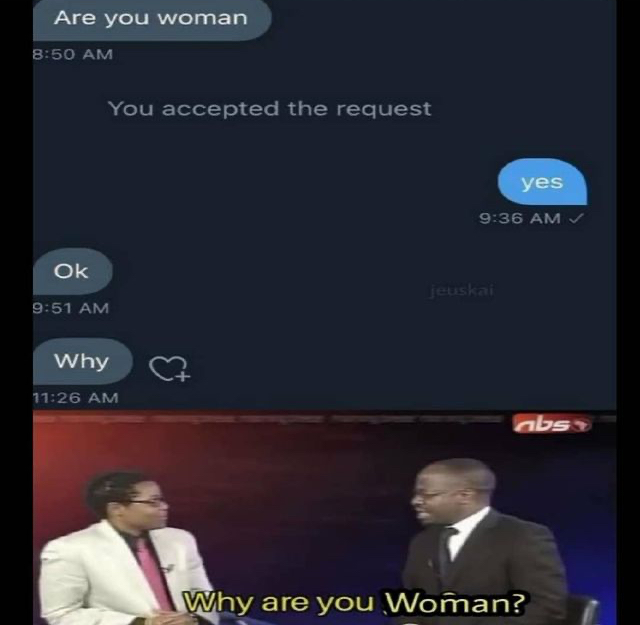 Are you woman
8:50 AM
You accepted the request
yes
9:36 AM ✓
Ok
9:51 AM
jeuskai
Why
11:26 AM
nbs
Why are you Woman?